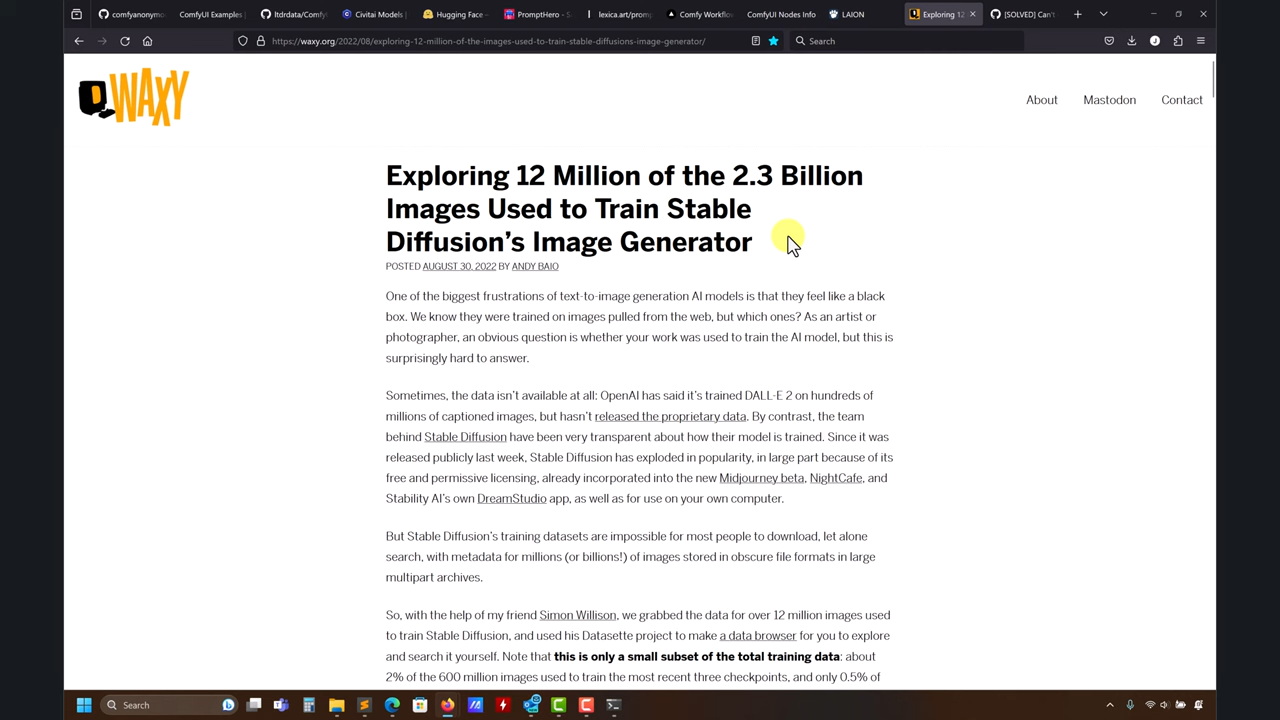 cfyanonym
ComfyUI Examples |
ltdrdata/Comfy
Civitai Models |
Hugging Face –
PromptHero - S
lexica.art/promp
Comfy Workflow
ComfyUI Nodes Info
LAION
Exploring 12
[SOLVED] Can't
https://waxy.org/2022/08/exploring-12-million-of-the-images-used-to-train-stable-diffusions-image-generator/
Search
WAXY
About
Mastodon
Contact
Exploring 12 Million of the 2.3 Billion
Images Used to Train Stable
Diffusion’s Image Generator
POSTED AUGUST 30, 2022 BY ANDY BAIO
One of the biggest frustrations of text-to-image generation AI models is that they feel like a black
box. We know they were trained on images pulled from the web, but which ones? As an artist or
photographer, an obvious question is whether your work was used to train the AI model, but this is
surprisingly hard to answer.
Sometimes, the data isn’t available at all: OpenAI has said it’s trained DALL-E 2 on hundreds of
millions of captioned images, but hasn’t released the proprietary data. By contrast, the team
behind Stable Diffusion have been very transparent about how their model is trained. Since it was
released publicly last week, Stable Diffusion has exploded in popularity, in large part because of its
free and permissive licensing, already incorporated into the new Midjourney beta, NightCafe, and
Stability AI’s own DreamStudio app, as well as for use on your own computer.
But Stable Diffusion’s training datasets are impossible for most people to download, let alone
search, with metadata for millions (or billions!) of images stored in obscure file formats in large
multipart archives.
So, with the help of my friend Simon Willison, we grabbed the data for over 12 million images used
to train Stable Diffusion, and used his Datasette project to make a data browser for you to explore
and search it yourself. Note that this is only a small subset of the total training data: about
2% of the 600 million images used to train the most recent three checkpoints, and only 0.5% of
Search